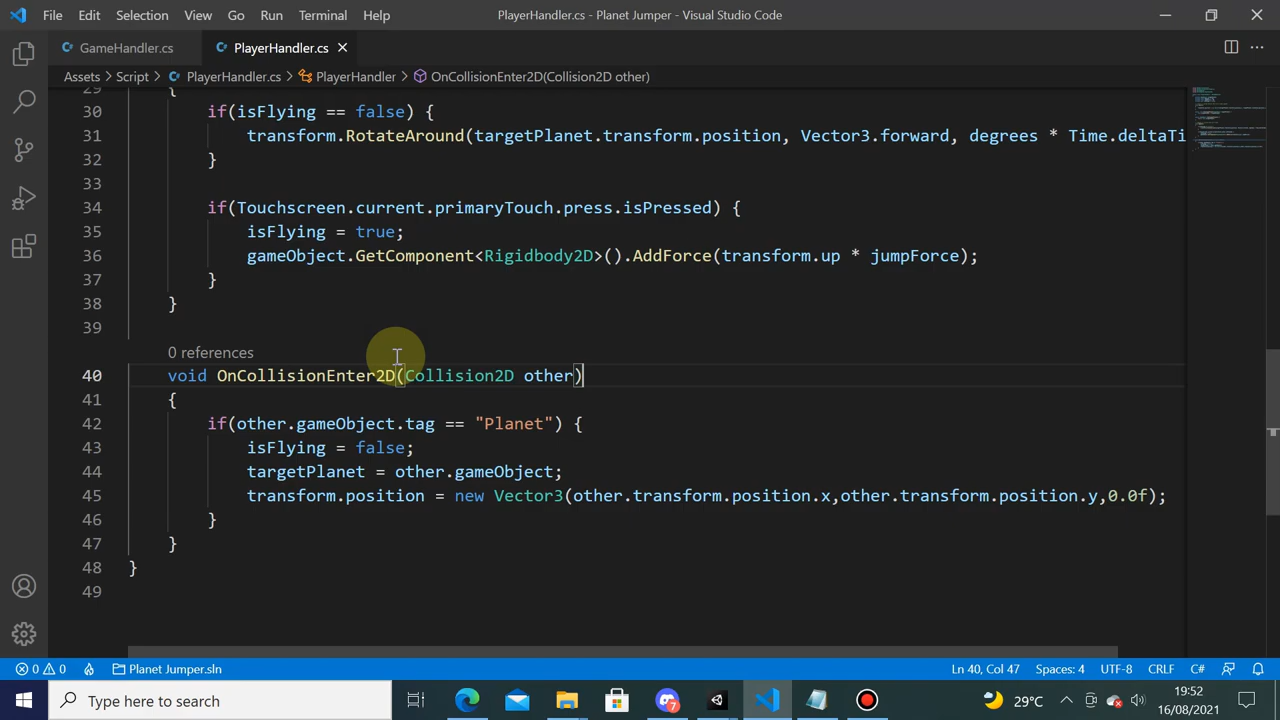 File Edit Selection View Go Run Terminal Help PlayerHandler.cs - Planet Jumper - Visual Studio Code
GameHandler.cs PlayerHandler.cs
Assets > Script > PlayerHandler.cs > PlayerHandler > OnCollisionEnter2D(Collision2D other)
29 {
30 if(isFlying == false) {
31 transform.RotateAround(targetPlanet.transform.position, Vector3.forward, degrees * Time.deltaTi
32 }
33
34 if(Touchscreen.current.primaryTouch.press.isPressed) {
35 isFlying = true;
36 gameObject.GetComponent<Rigidbody2D>().AddForce(transform.up * jumpForce);
37 }
38 }
39
0 references
40 void OnCollisionEnter2D(Collision2D other)
41 {
42 if(other.gameObject.tag == "Planet") {
43 isFlying = false;
44 targetPlanet = other.gameObject;
45 transform.position = new Vector3(other.transform.position.x,other.transform.position.y,0.0f);
46 }
47 }
48 }
49
0 0 Planet Jumper.sln Ln 40, Col 47 Spaces: 4 UTF-8 CRLF C#
Type here to search 7 29°C 19:52
16/08/2021